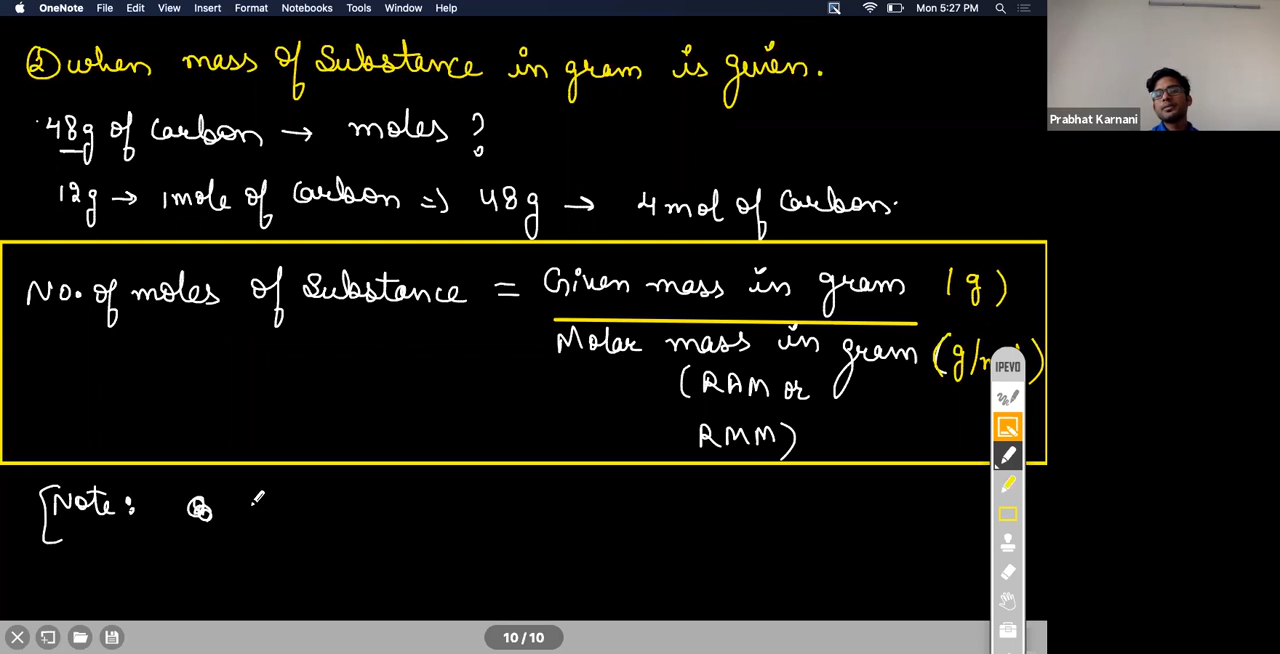 OneNote File Edit View Insert Format Notebooks Tools Window Help Mon 5:27 PM
② when mass of Substance in gram is given.
Prabhat Karnani
48g of carbon → moles ?
12g → 1mole of carbon ⇒ 48g → 4 mol of carbon.
No. of moles of Substance = Given mass in gram (g)
Molar mass in gram (g/
IPEVO
(RAM or
RMM)
[Note:
10/10